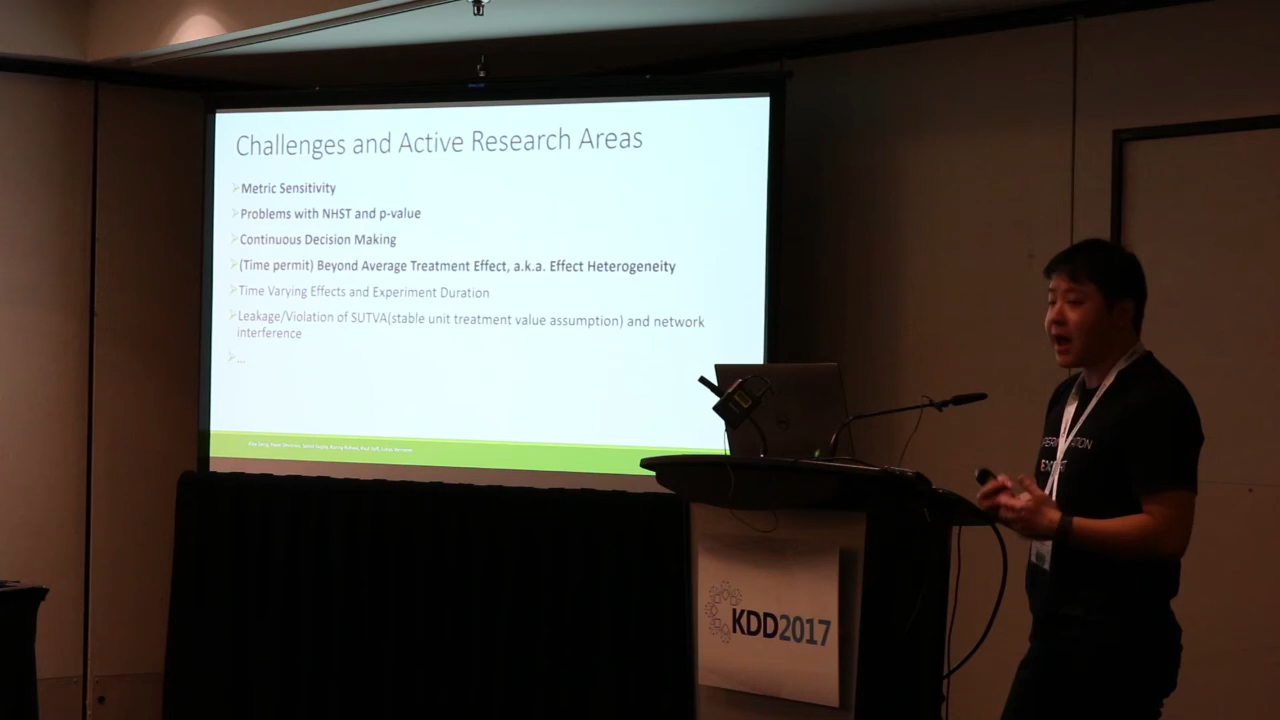 Challenges and Active Research Areas
Metric Sensitivity
Problems with NHST and p-value
Continuous Decision Making
(Time permit) Beyond Average Treatment Effect, a.k.a. Effect Heterogeneity
Time Varying Effects and Experiment Duration
Leakage/Violation of SUTVA(stable unit treatment value assumption) and network
interference
...
KDD2017